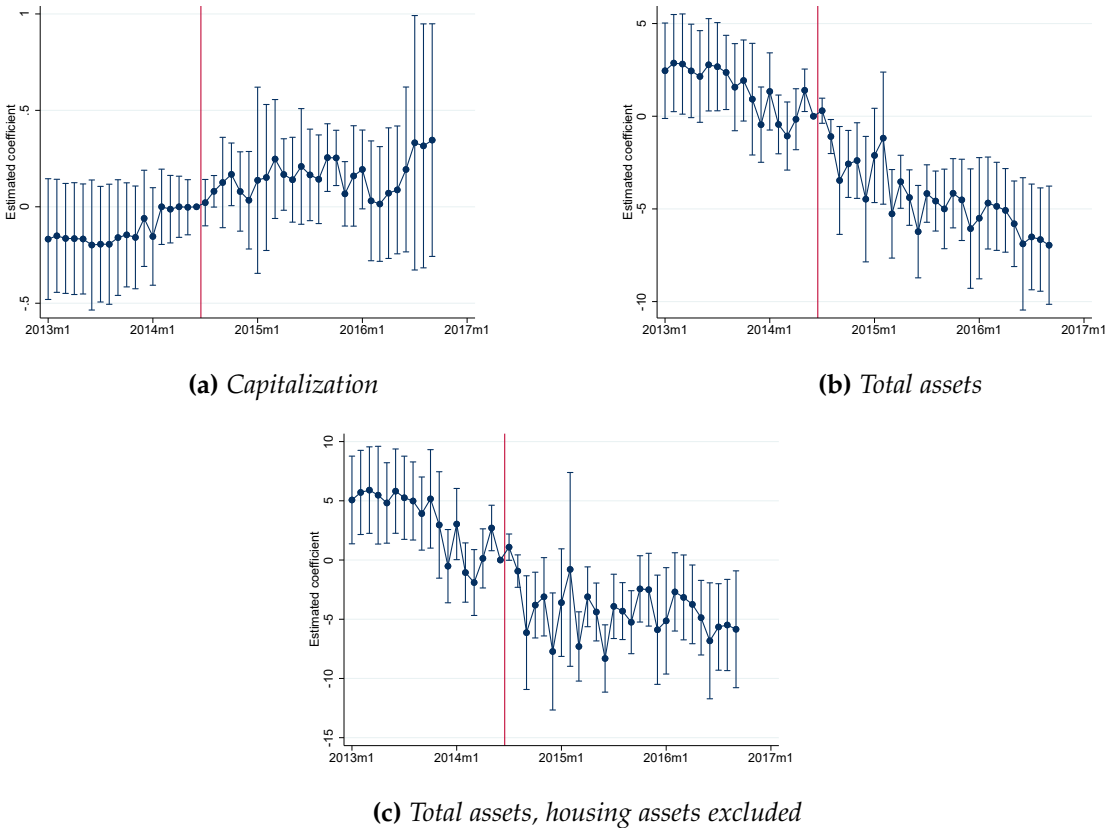 1
.5
0
-.5
Estimated coefficient
2013m1 2014m1 2015m1 2016m1 2017m1
(a) Capitalization
5
0
-5
-10
Estimated coefficient
2013m1 2014m1 2015m1 2016m1 2017m1
(b) Total assets
10
5
0
-5
-10
-15
Estimated coefficient
2013m1 2014m1 2015m1 2016m1 2017m1
(c) Total assets, housing assets excluded